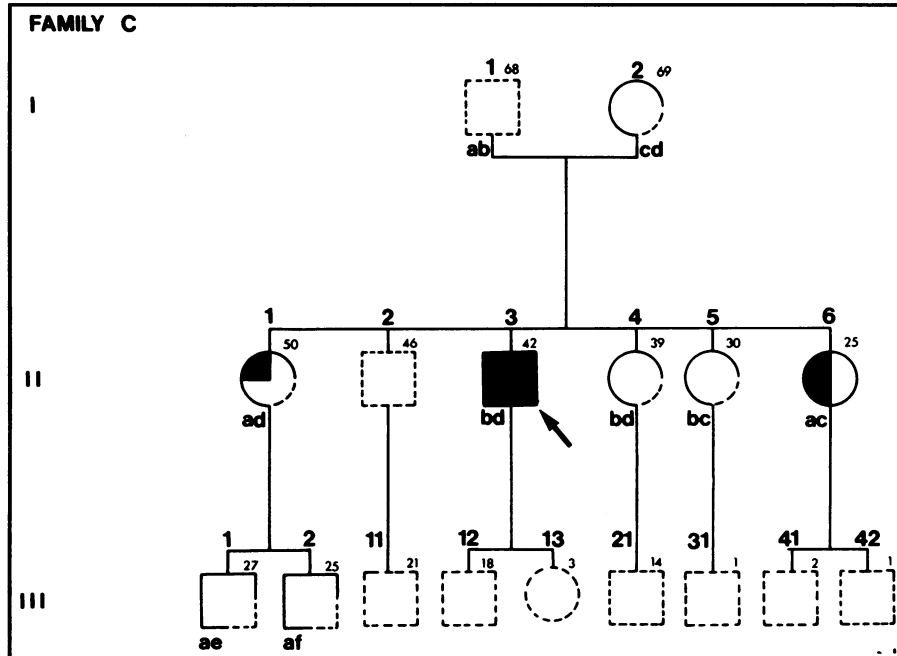 FAMILY C
1 68 2 69
I
ab cd
1 2 3 4 5 6
50 46 42 39 30 25
II
ad bd bd bc ac
1 2 11 12 13 21 31 41 42
27 25 21 18 3 14 1 2 1
III
ae af